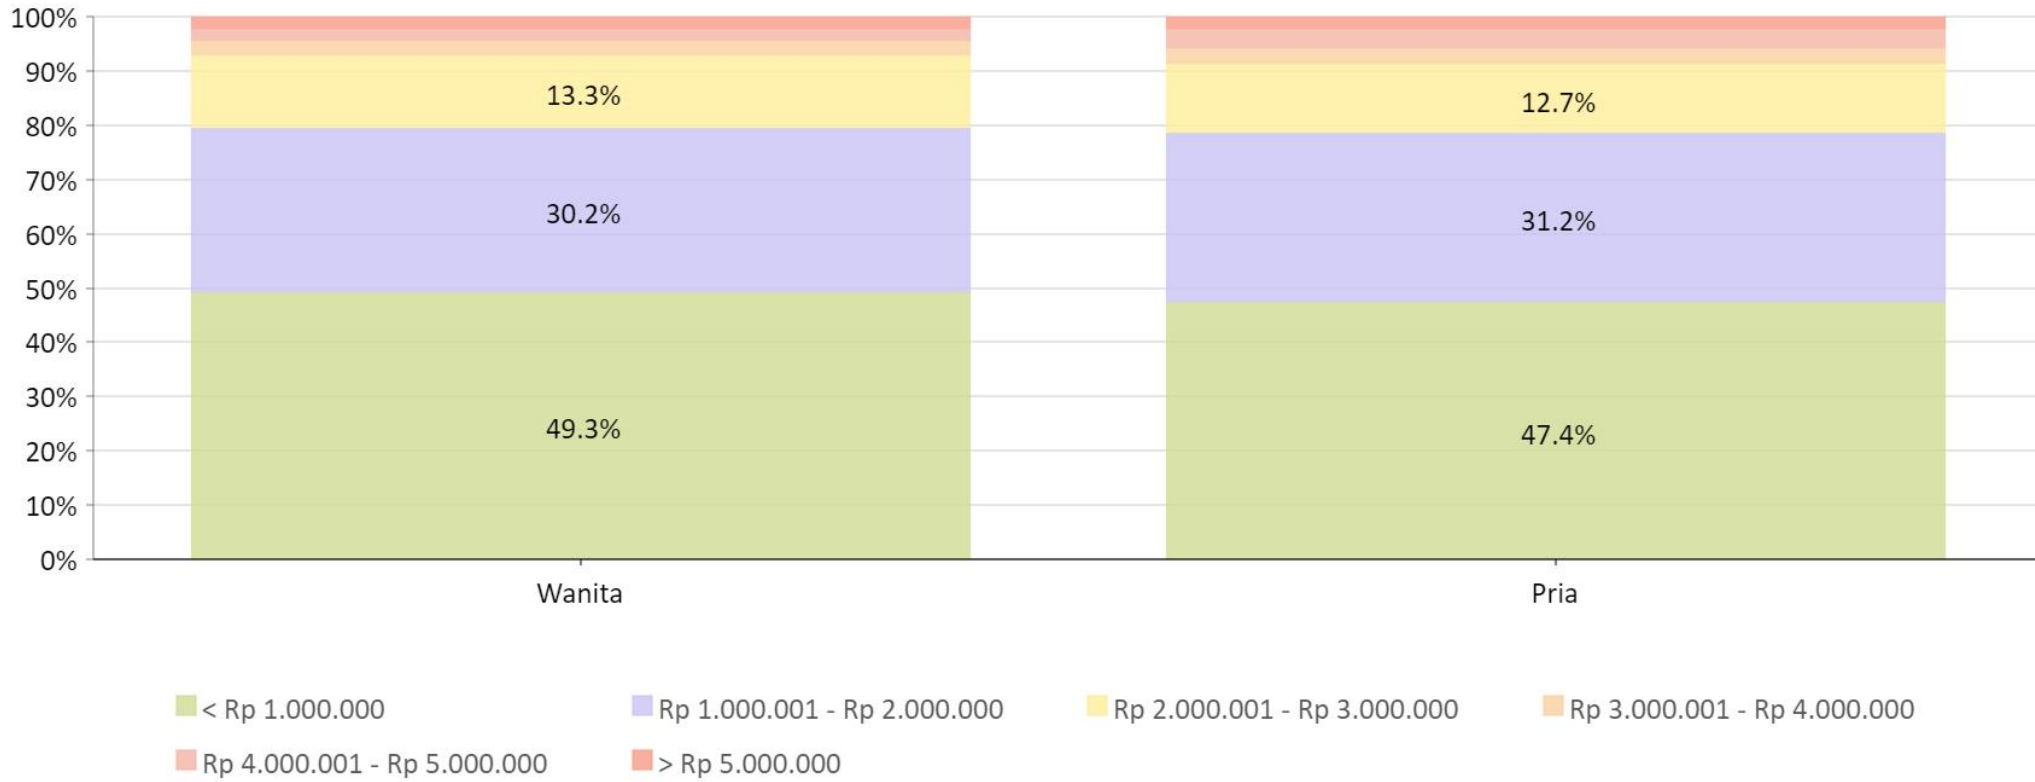 100%
90%
13.3%
12.7%
80%
70%
30.2%
31.2%
60%
50%
40%
49.3%
47.4%
30%
20%
10%
0%
Wanita
Pria
< Rp 1.000.000
Rp 1.000.001 - Rp 2.000.000
Rp 2.000.001 - Rp 3.000.000
Rp 3.000.001 - Rp 4.000.000
Rp 4.000.001 - Rp 5.000.000
> Rp 5.000.000